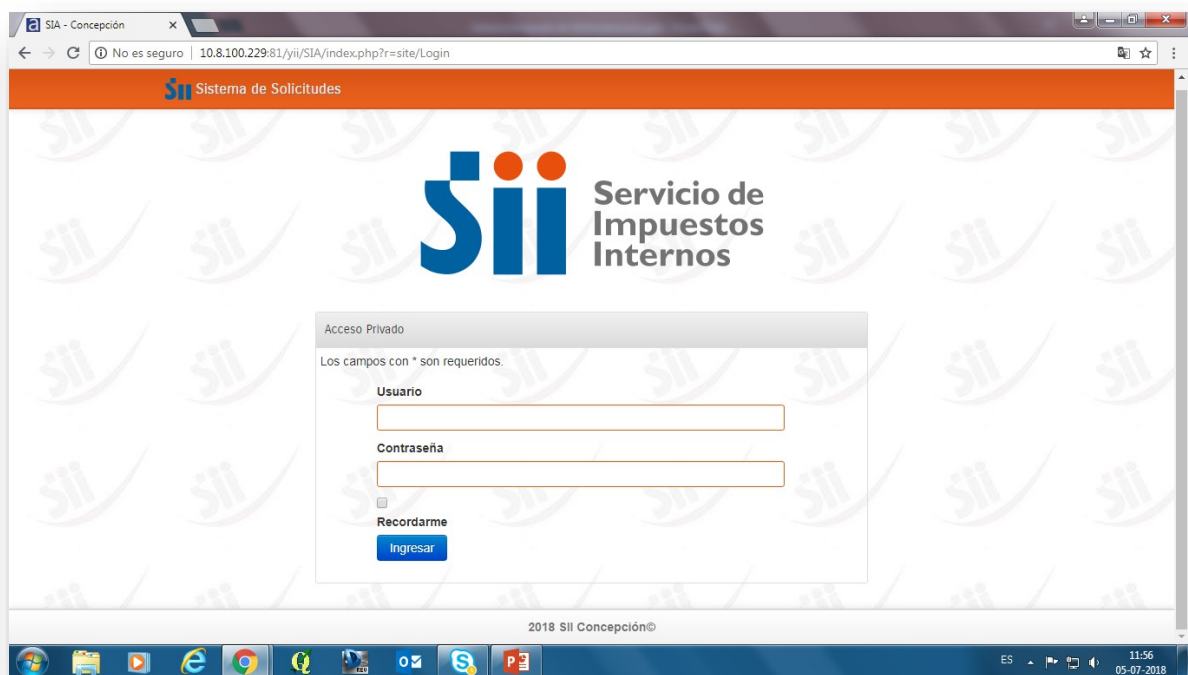 SIA - Concepción
No es seguro | 10.8.100.229:81/yii/SIA/index.php?r=site/Login
Sii Sistema de Solicitudes
Sii
Servicio de
Impuestos
Internos
Acceso Privado
Los campos con * son requeridos.
Usuario
Contraseña
Recordarme
Ingresar
2018 SII Concepción©
ES
11:56
05-07-2018